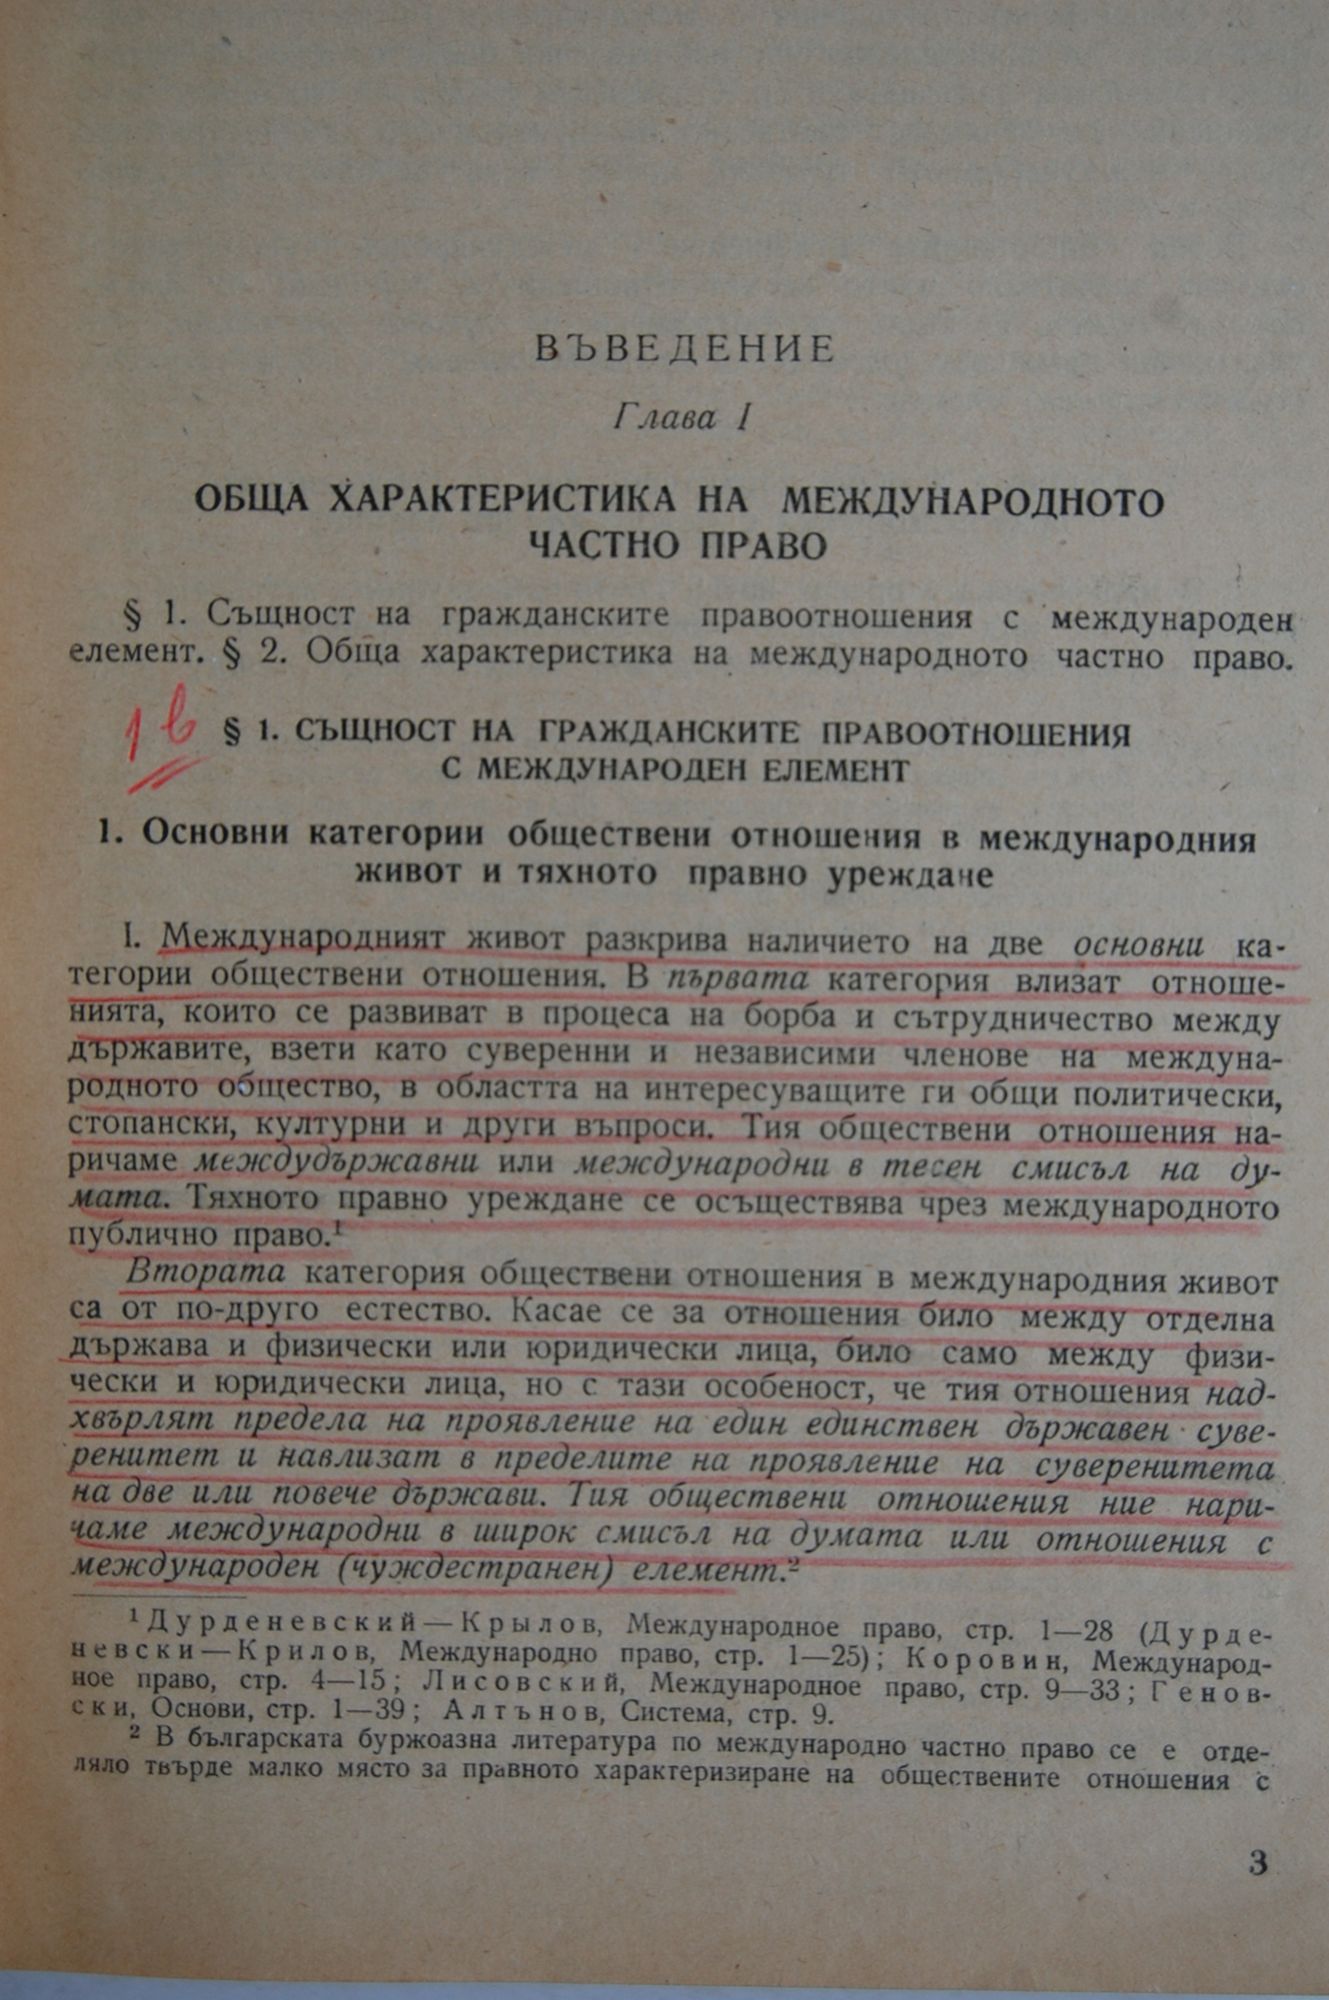 ВЪВЕДЕНИЕ
Глава I
ОБЩА ХАРАКТЕРИСТИКА НА МЕЖДУНАРОДНОТО
ЧАСТНО ПРАВО
§ 1. Същност на гражданските правоотношения с международен
елемент. § 2. Обща характеристика на международното частно право.
1 в
§ 1. СЪЩНОСТ НА ГРАЖДАНСКИТЕ ПРАВООТНОШЕНИЯ
С МЕЖДУНАРОДЕН ЕЛЕМЕНТ
1. Основни категории обществени отношения в международния
живот и тяхното правно уреждане
I. Международният живот разкрива наличието на две основни ка-
тегории обществени отношения. В първата категория влизат отноше-
нията, които се развиват в процеса на борба и сътрудничество между
държавите, взети като суверенни и независими членове на междуна-
родното общество, в областта на интересуващите ги общи политически,
стопански, културни и други въпроси. Тия обществени отношения на-
ричаме междудържавни или международни в тесен смисъл на ду-
мата. Тяхното правно уреждане се осъществява чрез международното
публично право.¹
Втората категория обществени отношения в международния живот
са от по-друго естество. Касае се за отношения било между отделна
държава и физически или юридически лица, било само между физи-
чески и юридически лица, но с тази особеност, че тия отношения над-
хвърлят предела на проявление на един единствен държавен суве-
ренитет и навлизат в пределите на проявление на суверенитета
на две или повече държави. Тия обществени отношения ние нари-
чаме международни в широк смисъл на думата или отношения с
международен (чуждестранен) елемент.²
¹ Дурденевский — Крылов, Международное право, стр. 1—28 (Дурде-
невски — Крилов, Международно право, стр. 1—25); Коровин, Международ-
ное право, стр. 4—15; Лисовский, Международное право, стр. 9—33; Генов-
ски, Основи, стр. 1—39; Алтънов, Система, стр. 9.
² В българската буржоазна литература по международно частно право се е отде-
ляло твърде малко място за правното характеризиране на обществените отношения с
3